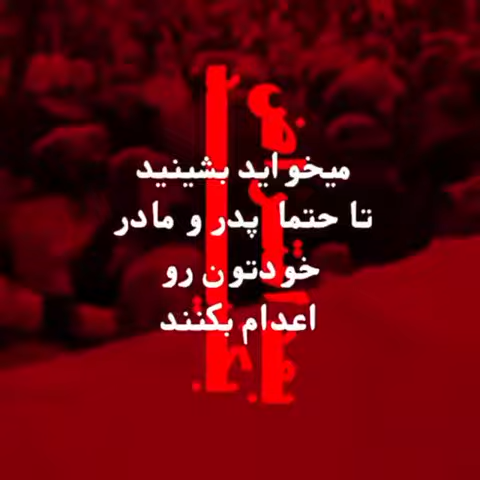 میخواید بشینید
تا حتما پدر و مادر
خودتون رو
اعدام بکنند